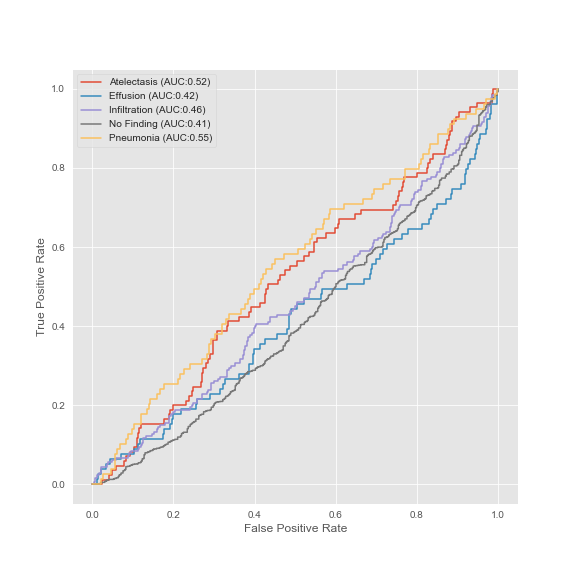 Atelectasis (AUC:0.52)
Effusion (AUC:0.42)
Infiltration (AUC:0.46)
No Finding (AUC:0.41)
Pneumonia (AUC:0.55)
1.0
0.8
0.6
0.4
0.2
0.0
True Positive Rate
0.0 0.2 0.4 0.6 0.8 1.0
False Positive Rate